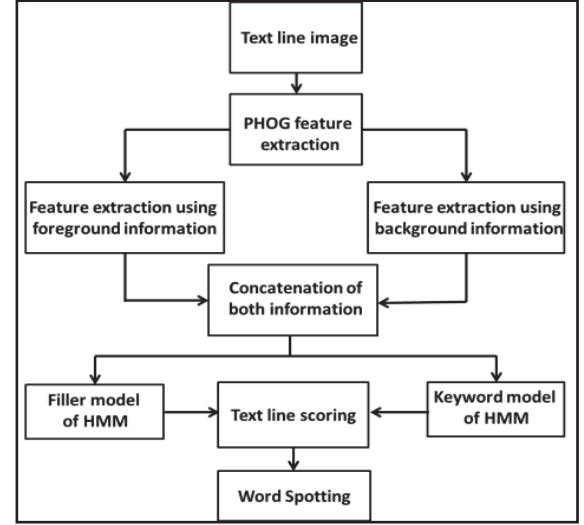 Text line image
PHOG feature
extraction
Feature extraction using
foreground information
Feature extraction using
background information
Concatenation of
both information
Filler model
of HMM
Text line scoring
Keyword model
of HMM
Word Spotting